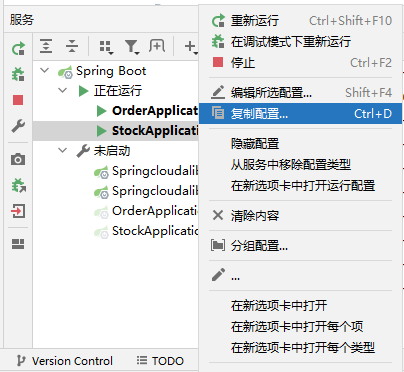 服务
Spring Boot
正在运行
OrderApplicat
StockApplicati
未启动
Springcloudalib
Springcloudalib
OrderApplicatio
StockApplicatio
重新运行 Ctrl+Shift+F10
在调试模式下重新运行
停止 Ctrl+F2
编辑所选配置... Shift+F4
复制配置... Ctrl+D
隐藏配置
从服务中移除配置类型
在新选项卡中打开运行配置
清除内容
分组配置...
...
在新选项卡中打开
在新选项卡中打开每个项
在新选项卡中打开每个类型
Version Control TODO